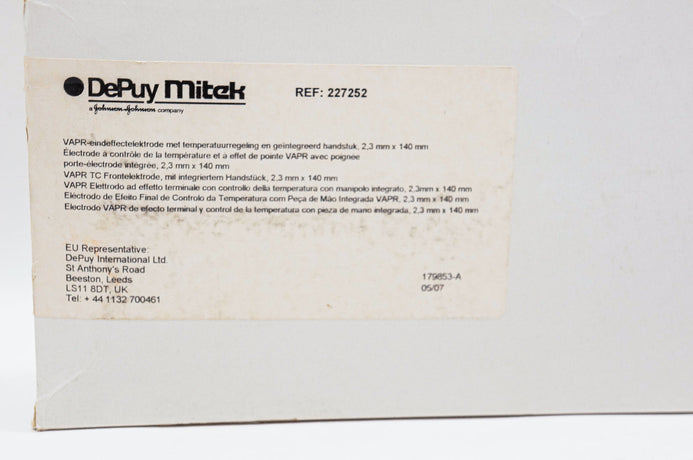 DePuy Mitek
a Johnson & Johnson company
REF: 227252
VAPR-eindeffectelektrode met temperatuurregeling en geïntegreerd handstuk, 2,3 mm x 140 mm
Électrode à contrôle de la température et à effet de pointe VAPR avec poignée
porte-électrode intégrée, 2,3 mm x 140 mm
VAPR TC Frontelektrode, mit integriertem Handstück, 2,3 mm x 140 mm
VAPR Elettrodo ad effetto terminale con controllo della temperatura con manipolo integrato, 2,3mm x 140 mm
Electrodo de Efeito Final de Controlo da Temperatura com Peça de Mão Integrada VAPR, 2,3 mm x 140 mm
Electrodo VAPR de efecto terminal y control de la temperatura con pieza de mano integrada, 2,3 mm x 140 mm
EU Representative:
DePuy International Ltd.
St Anthony's Road
Beeston, Leeds
LS11 8DT, UK
Tel: + 44 1132 700461
179853-A
05/07